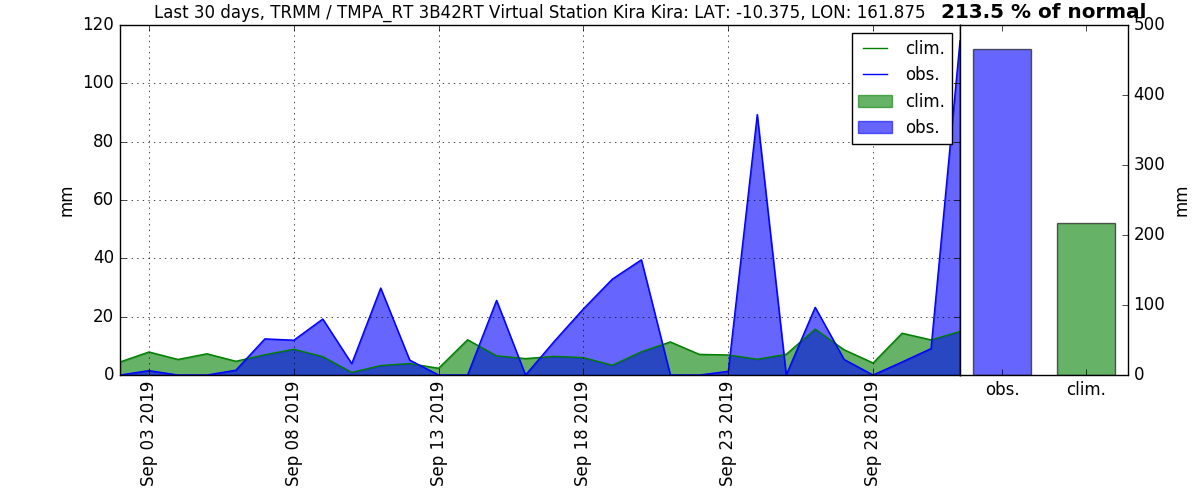 Last 30 days, TRMM / TMPA_RT 3B42RT Virtual Station Kira Kira: LAT: -10.375, LON: 161.875 213.5 % of normal
120
100
80
60
40
20
0
mm
clim.
obs.
clim.
obs.
500
400
300
200
100
0
mm
Sep 03 2019
Sep 08 2019
Sep 13 2019
Sep 18 2019
Sep 23 2019
Sep 28 2019
obs.
clim.